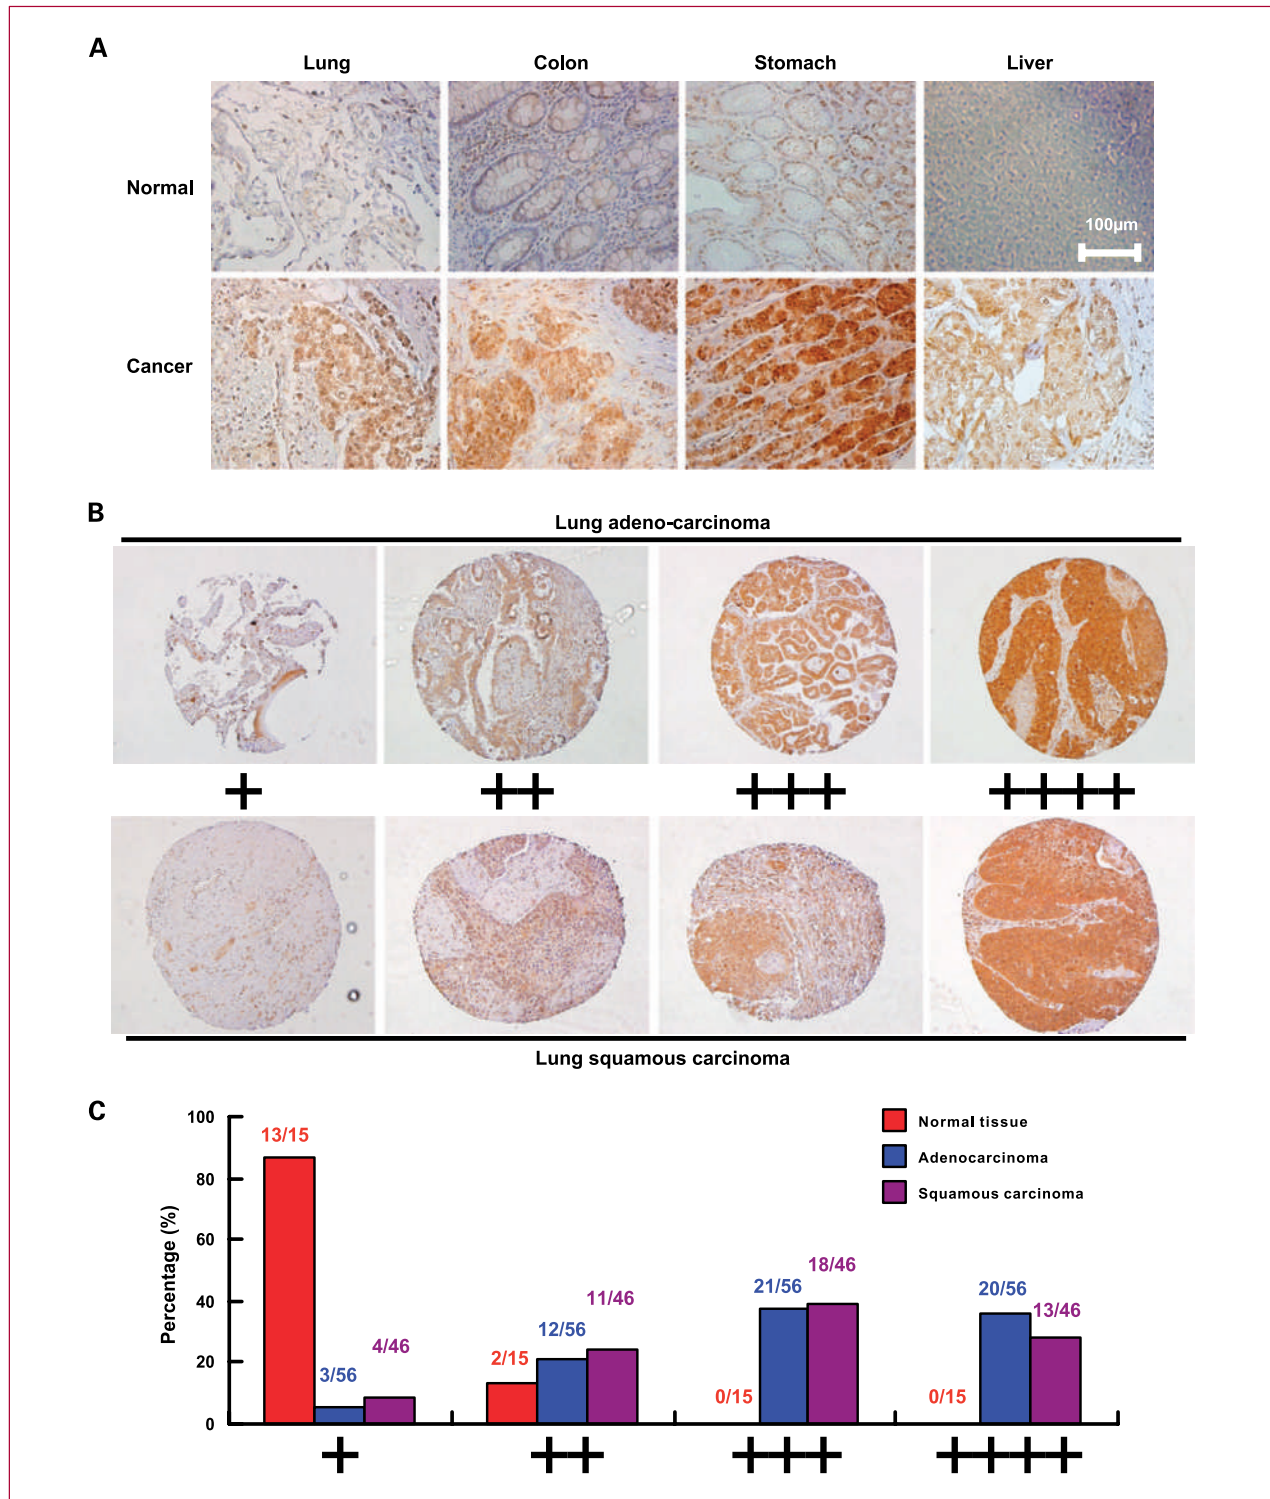 A
Lung Colon Stomach Liver
Normal
100µm
Cancer
B
Lung adeno-carcinoma
+ ++ +++ ++++
Lung squamous carcinoma
C
Percentage (%)
100
80
60
40
20
0
13/15
3/56
4/46
2/15
12/56
11/46
0/15
21/56
18/46
0/15
20/56
13/46
Normal tissue
Adenocarcinoma
Squamous carcinoma
+ ++ +++ ++++